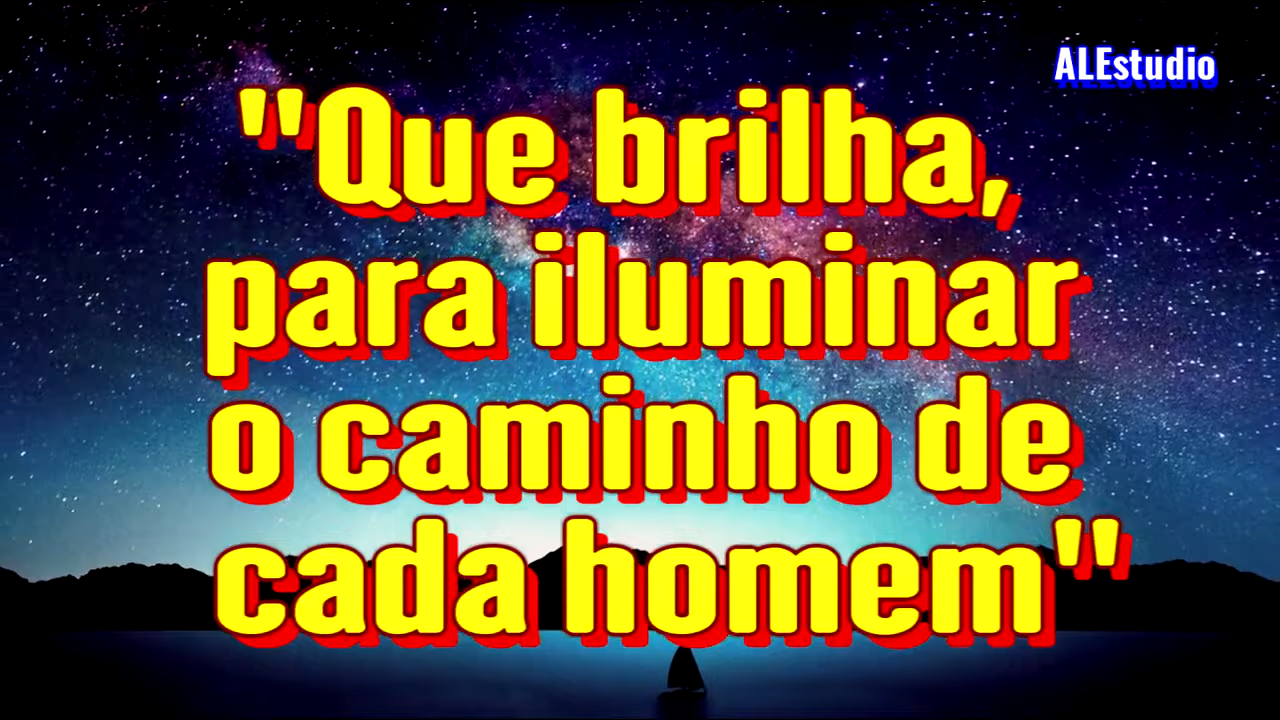 ALEstudio
"Que brilha,
para iluminar
o caminho de
cada homem"